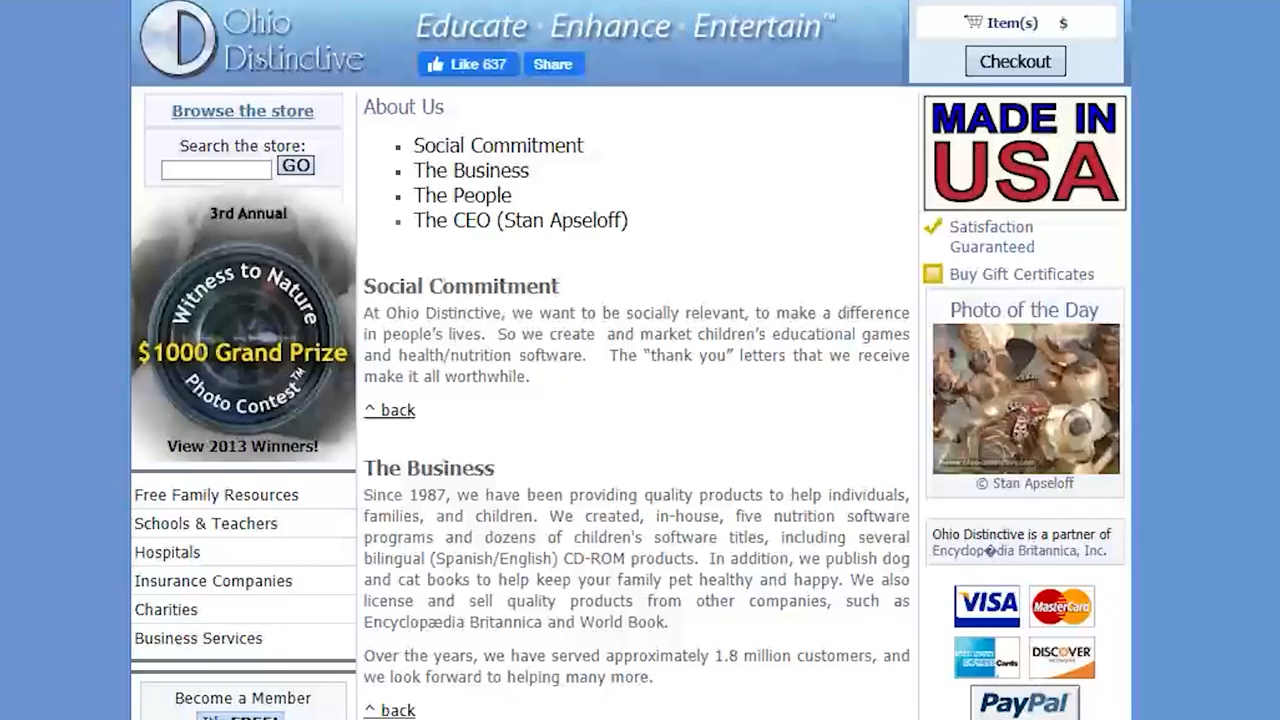 Ohio
Distinctive
Educate · Enhance · Entertain™
Like 637
Share
Item(s) $
Checkout
Browse the store
Search the store:
GO
3rd Annual
Witness to Nature
$1000 Grand Prize
Photo Contest™
View 2013 Winners!
Free Family Resources
Schools & Teachers
Hospitals
Insurance Companies
Charities
Business Services
Become a Member
It's FREE!
About Us
Social Commitment
The Business
The People
The CEO (Stan Apseloff)
Social Commitment
At Ohio Distinctive, we want to be socially relevant, to make a difference
in people’s lives. So we create and market children’s educational games
and health/nutrition software. The “thank you” letters that we receive
make it all worthwhile.
^ back
The Business
Since 1987, we have been providing quality products to help individuals,
families, and children. We created, in-house, five nutrition software
programs and dozens of children's software titles, including several
bilingual (Spanish/English) CD-ROM products. In addition, we publish dog
and cat books to help keep your family pet healthy and happy. We also
license and sell quality products from other companies, such as
Encyclopædia Britannica and World Book.
Over the years, we have served approximately 1.8 million customers, and
we look forward to helping many more.
^ back
MADE IN
USA
Satisfaction
Guaranteed
Buy Gift Certificates
Photo of the Day
© Stan Apseloff
Ohio Distinctive is a partner of
Encyclop�dia Britannica, Inc.
VISA
MasterCard
Cards
DISCOVER
PayPal